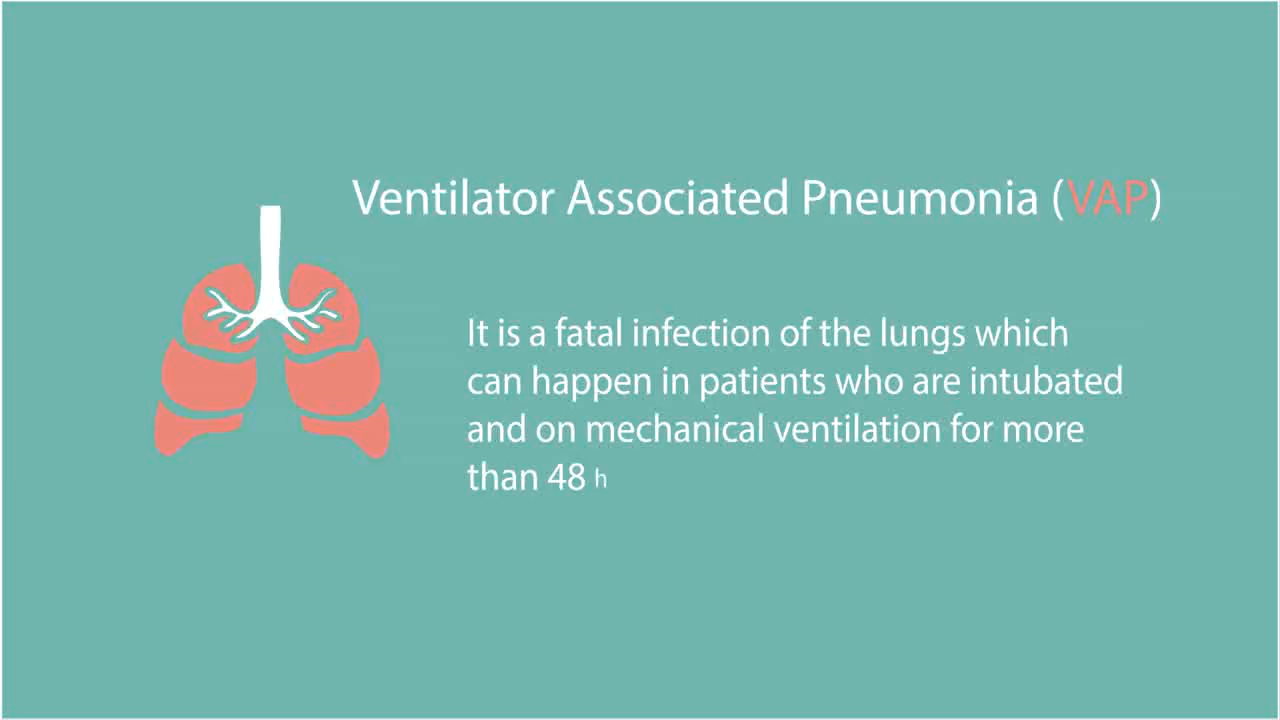 Ventilator Associated Pneumonia (VAP)
It is a fatal infection of the lungs which
can happen in patients who are intubated
and on mechanical ventilation for more
than 48 h